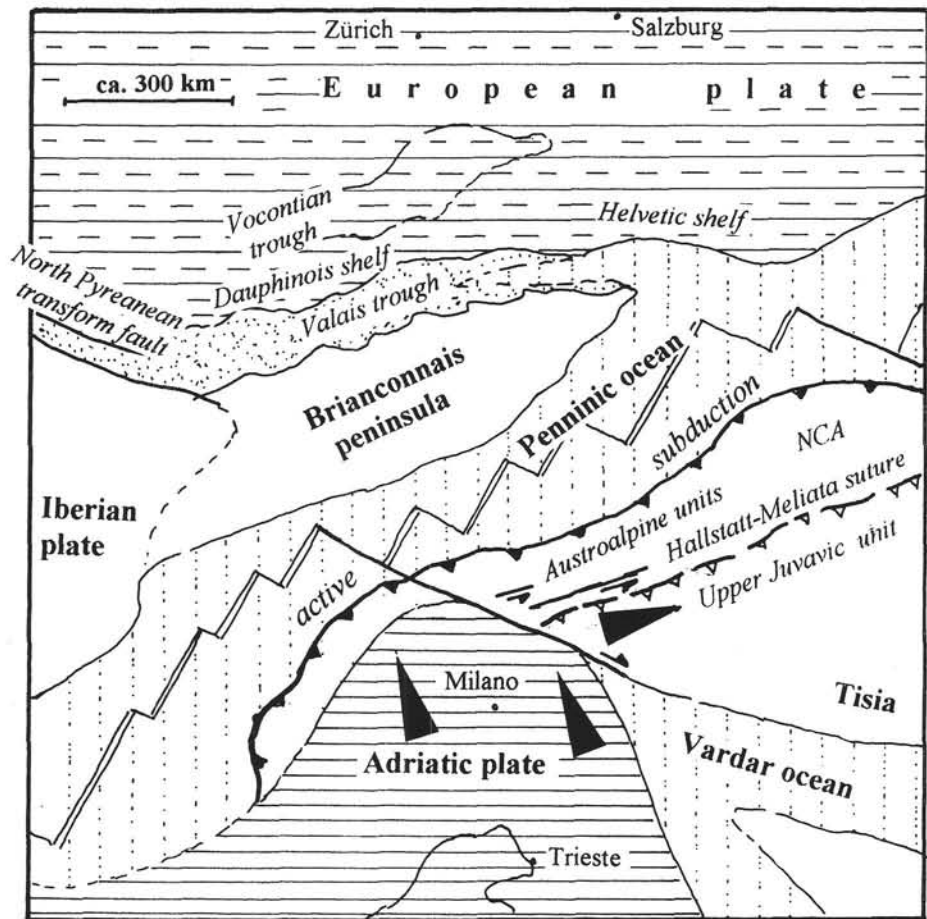 Zürich
Salzburg
ca. 300 km
European plate
Vocontian
trough
Helvetic shelf
North Pyreanean
transform fault
Dauphinois shelf
Valais trough
Brianconnais
peninsula
Penninic ocean
subduction
NCA
Iberian
plate
Austroalpine units
Hallstatt-Meliata suture
Upper Juvavic unit
active
Milano
Tisia
Adriatic plate
Vardar ocean
Trieste